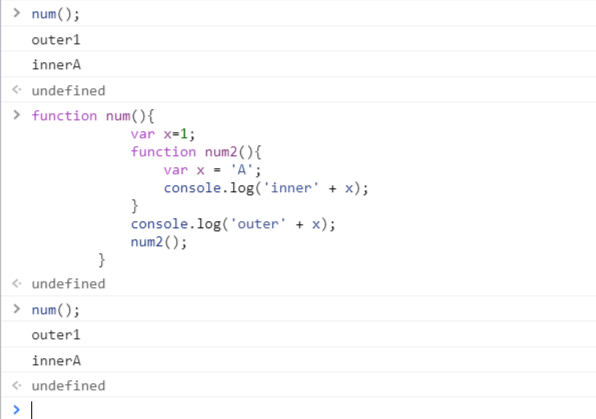 > num();
outer1
innerA
<· undefined
> function num(){
var x=1;
function num2(){
var x = 'A';
console.log('inner' + x);
}
console.log('outer' + x);
num2();
}
<· undefined
> num();
outer1
innerA
<· undefined
>